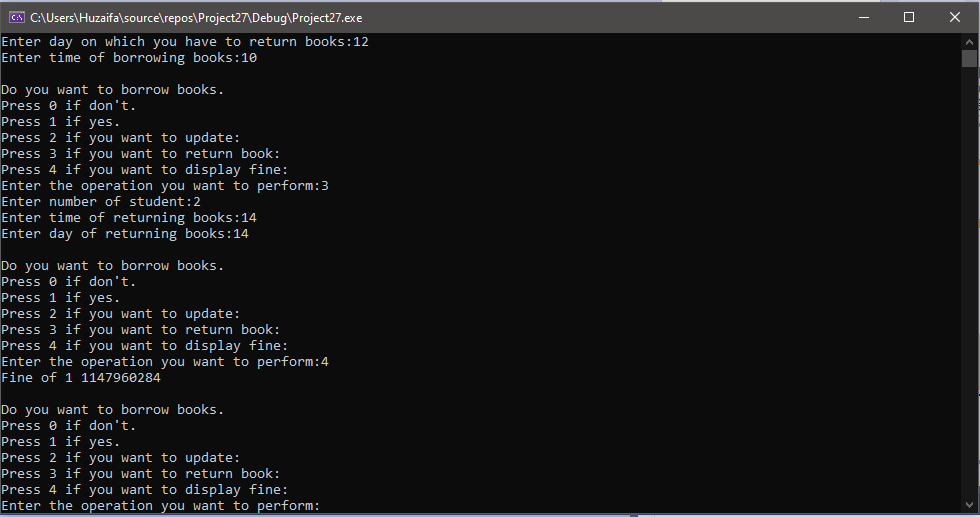 C:\Users\Huzaifa\source\repos\Project27\Debug\Project27.exe
Enter day on which you have to return books:12
Enter time of borrowing books:10
Do you want to borrow books.
Press 0 if don't.
Press 1 if yes.
Press 2 if you want to update:
Press 3 if you want to return book:
Press 4 if you want to display fine:
Enter the operation you want to perform:3
Enter number of student:2
Enter time of returning books:14
Enter day of returning books:14
Do you want to borrow books.
Press 0 if don't.
Press 1 if yes.
Press 2 if you want to update:
Press 3 if you want to return book:
Press 4 if you want to display fine:
Enter the operation you want to perform:4
Fine of 1 1147960284
Do you want to borrow books.
Press 0 if don't.
Press 1 if yes.
Press 2 if you want to update:
Press 3 if you want to return book:
Press 4 if you want to display fine:
Enter the operation you want to perform: